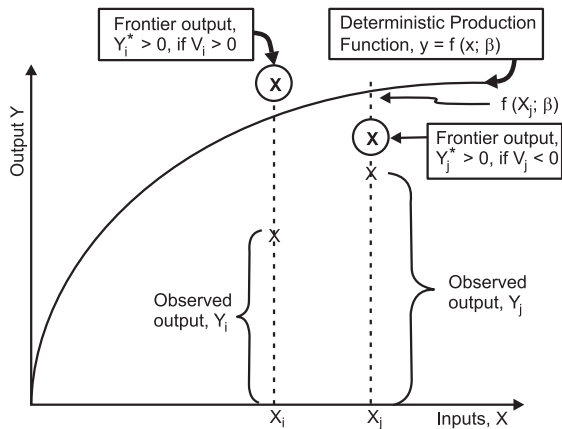 Frontier output,
Y_i^* > 0, if V_i > 0
Deterministic Production
Function, y = f (x; β)
X
f (X_j; β)
X
Frontier output,
Y_j^* > 0, if V_j < 0
X
X
Output Y
Observed
output, Y_i
Observed
output, Y_j
X_i
X_j
Inputs, X